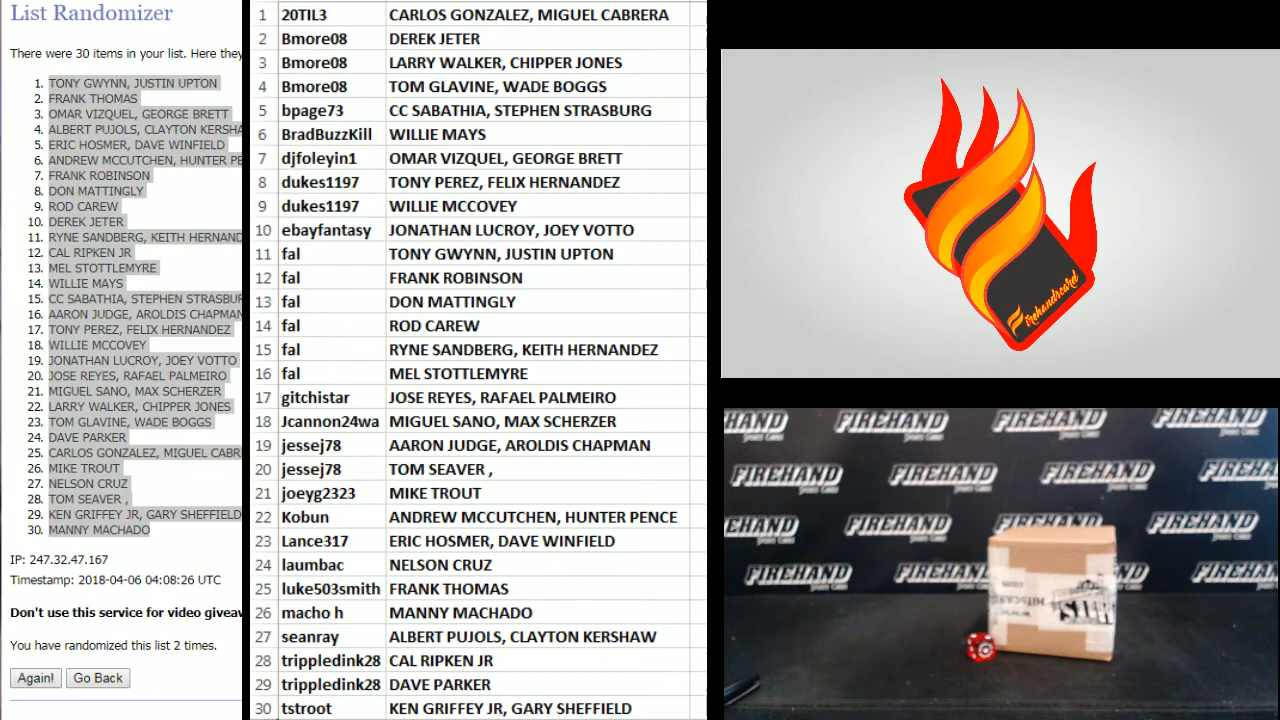 List Randomizer
There were 30 items in your list. Here they
1. TONY GWYNN, JUSTIN UPTON
2. FRANK THOMAS
3. OMAR VIZQUEL, GEORGE BRETT
4. ALBERT PUJOLS, CLAYTON KERSHA
5. ERIC HOSMER, DAVE WINFIELD
6. ANDREW MCCUTCHEN, HUNTER PE
7. FRANK ROBINSON
8. DON MATTINGLY
9. ROD CAREW
10. DEREK JETER
11. RYNE SANDBERG, KEITH HERNAND
12. CAL RIPKEN JR
13. MEL STOTTLEMYRE
14. WILLIE MAYS
15. CC SABATHIA, STEPHEN STRASBUR
16. AARON JUDGE, AROLDIS CHAPMAN
17. TONY PEREZ, FELIX HERNANDEZ
18. WILLIE MCCOVEY
19. JONATHAN LUCROY, JOEY VOTTO
20. JOSE REYES, RAFAEL PALMEIRO
21. MIGUEL SANO, MAX SCHERZER
22. LARRY WALKER, CHIPPER JONES
23. TOM GLAVINE, WADE BOGGS
24. DAVE PARKER
25. CARLOS GONZALEZ, MIGUEL CABR
26. MIKE TROUT
27. NELSON CRUZ
28. TOM SEAVER ,
29. KEN GRIFFEY JR, GARY SHEFFIELD
30. MANNY MACHADO
IP: 247.32.47.167
Timestamp: 2018-04-06 04:08:26 UTC
Don't use this service for video giveaw
You have randomized this list 2 times.
Again! Go Back
1 20TIL3 CARLOS GONZALEZ, MIGUEL CABRERA
2 Bmore08 DEREK JETER
3 Bmore08 LARRY WALKER, CHIPPER JONES
4 Bmore08 TOM GLAVINE, WADE BOGGS
5 bpage73 CC SABATHIA, STEPHEN STRASBURG
6 BradBuzzKill WILLIE MAYS
7 djfoleyin1 OMAR VIZQUEL, GEORGE BRETT
8 dukes1197 TONY PEREZ, FELIX HERNANDEZ
9 dukes1197 WILLIE MCCOVEY
10 ebayfantasy JONATHAN LUCROY, JOEY VOTTO
11 fal TONY GWYNN, JUSTIN UPTON
12 fal FRANK ROBINSON
13 fal DON MATTINGLY
14 fal ROD CAREW
15 fal RYNE SANDBERG, KEITH HERNANDEZ
16 fal MEL STOTTLEMYRE
17 gitchistar JOSE REYES, RAFAEL PALMEIRO
18 Jcannon24wa MIGUEL SANO, MAX SCHERZER
19 jessej78 AARON JUDGE, AROLDIS CHAPMAN
20 jessej78 TOM SEAVER ,
21 joeyg2323 MIKE TROUT
22 Kobun ANDREW MCCUTCHEN, HUNTER PENCE
23 Lance317 ERIC HOSMER, DAVE WINFIELD
24 laumbac NELSON CRUZ
25 luke503smith FRANK THOMAS
26 macho h MANNY MACHADO
27 seanray ALBERT PUJOLS, CLAYTON KERSHAW
28 trippledink28 CAL RIPKEN JR
29 trippledink28 DAVE PARKER
30 tstroot KEN GRIFFEY JR, GARY SHEFFIELD
Firehandscard
HAND FIREHAND FIREHAND FIREHAND
FIREHAND FIREHAND FIREHAND FIREHAND
HAND FIREHAND FIREHAND
FIREHAND FIREHAND FIREHAND